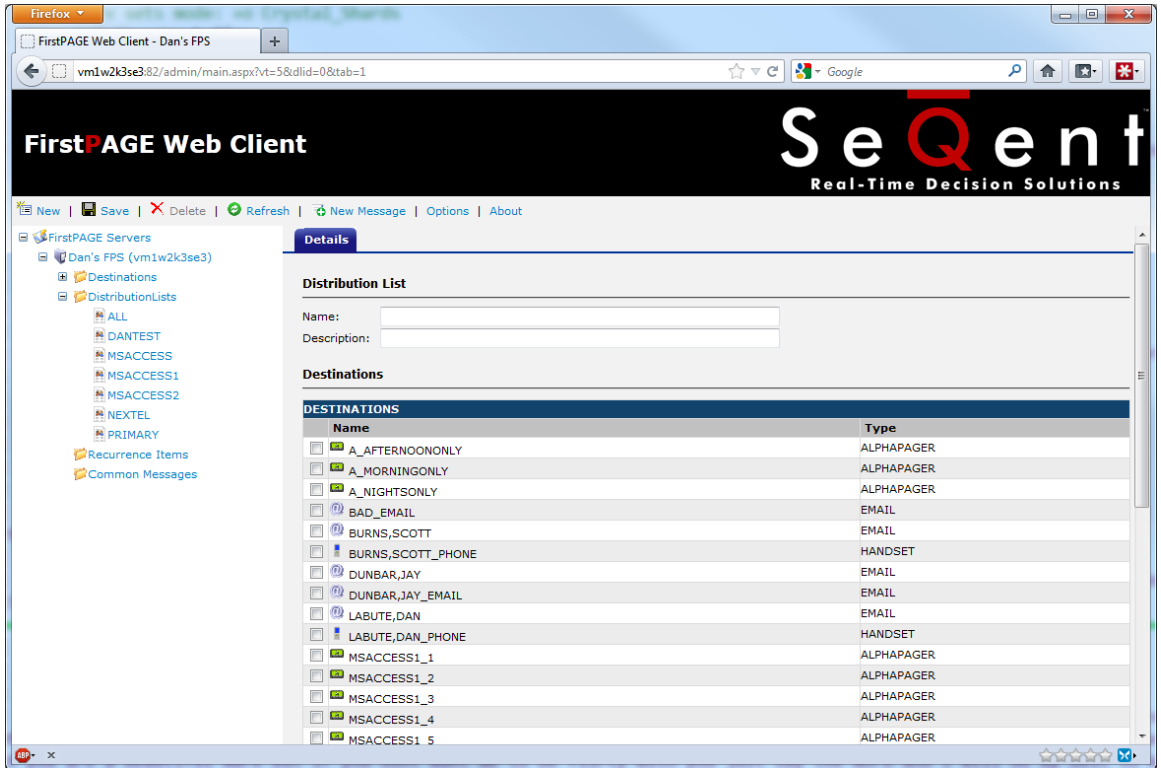 Firefox
FirstPAGE Web Client - Dan's FPS
vm1w2k3se3:82/admin/main.aspx?vt=5&dlid=0&tab=1
Google
FirstPAGE Web Client
SeQent
Real-Time Decision Solutions
New | Save | Delete | Refresh | New Message | Options | About
FirstPAGE Servers
Dan's FPS (vm1w2k3se3)
Destinations
DistributionLists
ALL
DANTEST
MSACCESS
MSACCESS1
MSACCESS2
NEXTEL
PRIMARY
Recurrence Items
Common Messages
Details
Distribution List
Name:
Description:
Destinations
DESTINATIONS
Name Type
A_AFTERNOONONLY ALPHAPAGER
A_MORNINGONLY ALPHAPAGER
A_NIGHTSONLY ALPHAPAGER
BAD_EMAIL EMAIL
BURNS,SCOTT EMAIL
BURNS,SCOTT_PHONE HANDSET
DUNBAR,JAY EMAIL
DUNBAR,JAY_EMAIL EMAIL
LABUTE,DAN EMAIL
LABUTE,DAN_PHONE HANDSET
MSACCESS1_1 ALPHAPAGER
MSACCESS1_2 ALPHAPAGER
MSACCESS1_3 ALPHAPAGER
MSACCESS1_4 ALPHAPAGER
MSACCESS1_5 ALPHAPAGER
ABP